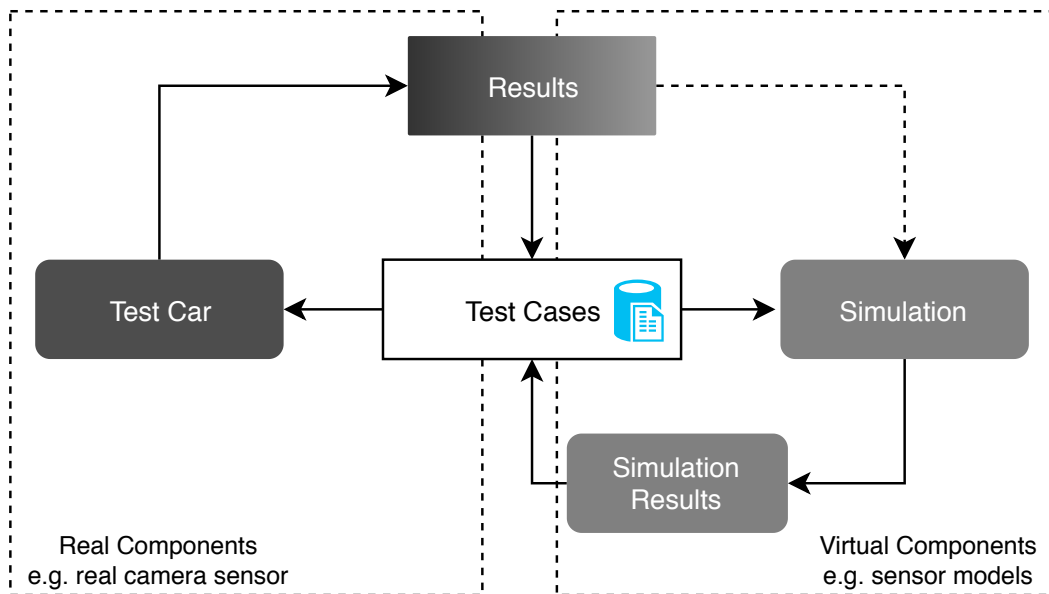 Results
Test Car
Test Cases
Simulation
Simulation
Results
Real Components
e.g. real camera sensor
Virtual Components
e.g. sensor models